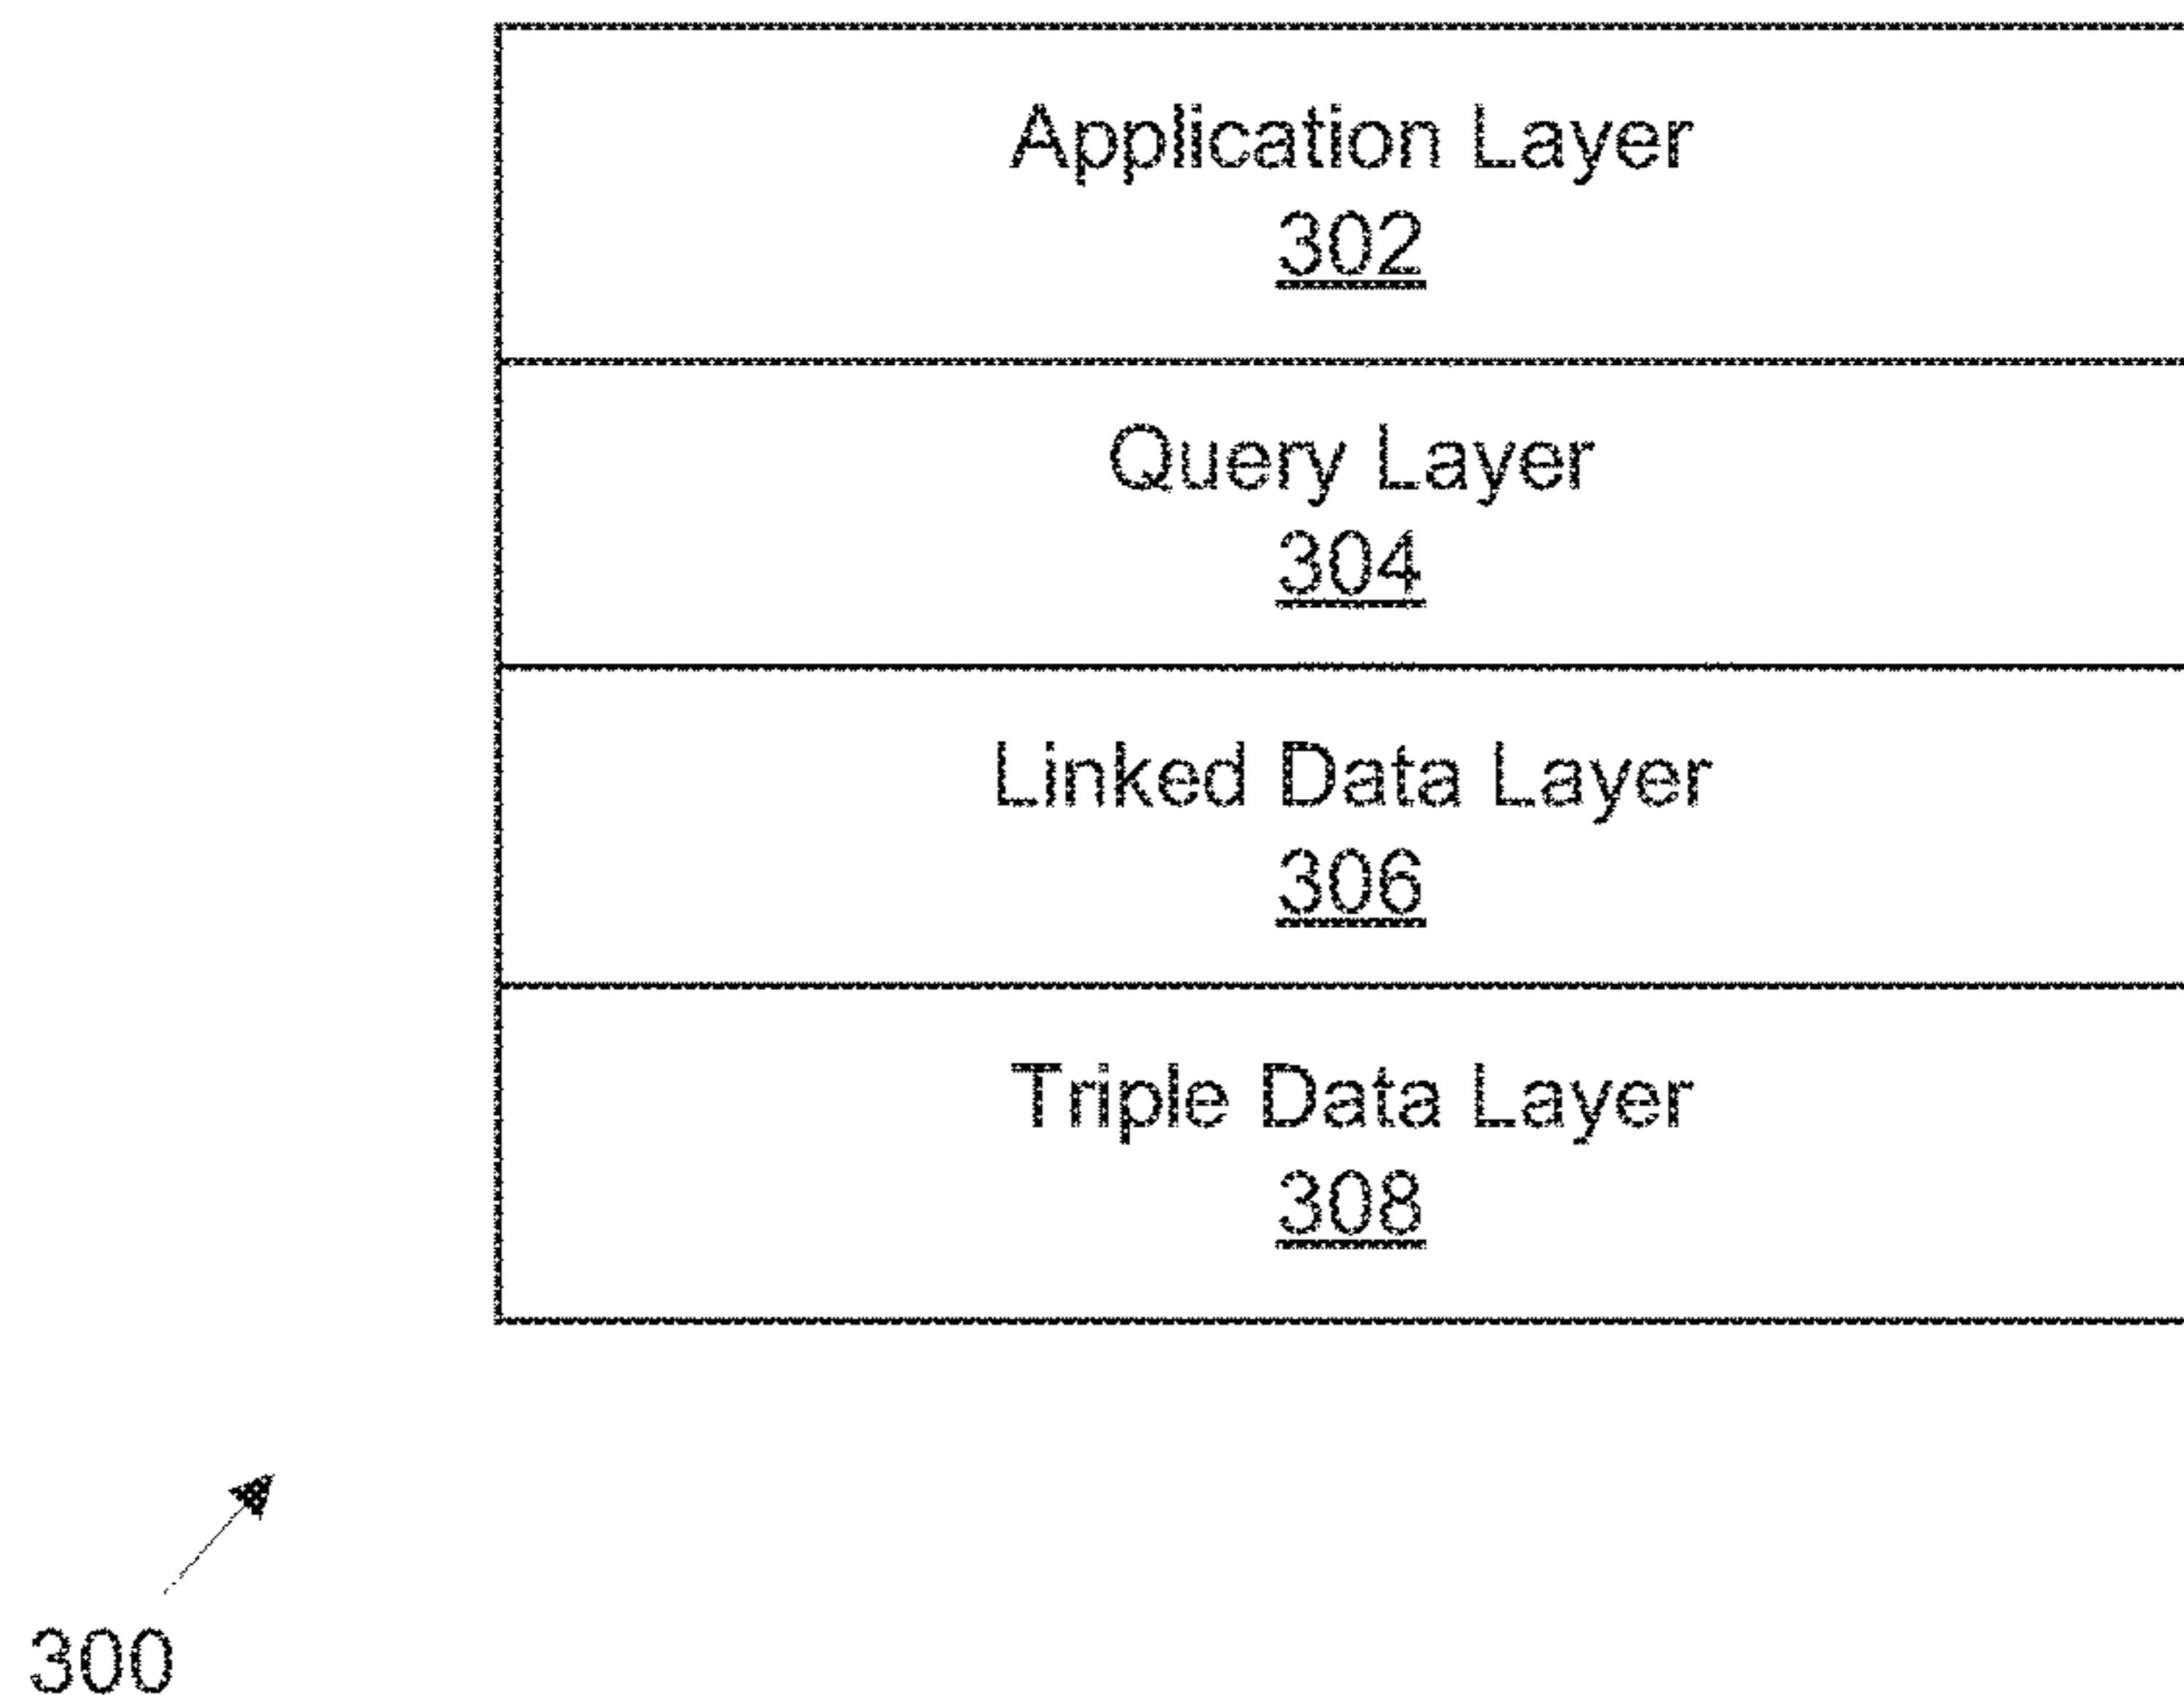 Application Layer
302
Query Layer
304
Linked Data Layer
306
Triple Data Layer
308
300